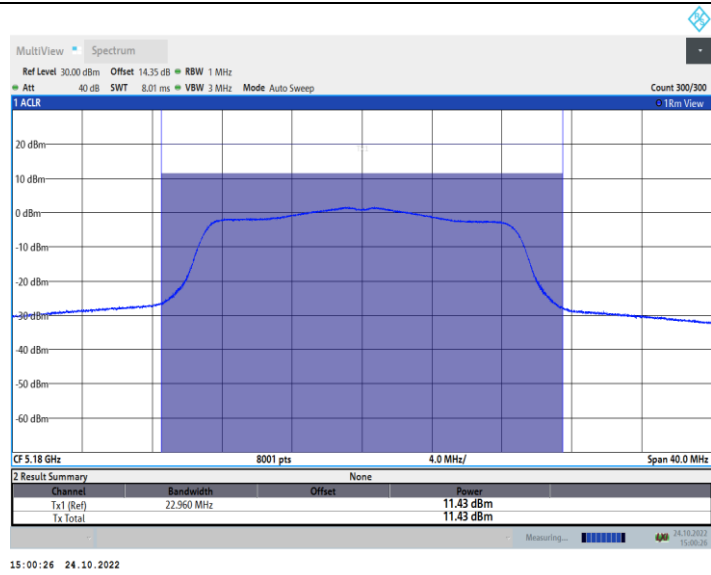 MultiView Spectrum
Ref Level 30.00 dBm Offset 14.35 dB RBW 1 MHz
Att 40 dB SWT 8.01 ms VBW 3 MHz Mode Auto Sweep Count 300/300
1 ACLR 1Rm View
20 dBm
10 dBm
0 dBm
-10 dBm
-20 dBm
-30 dBm
-40 dBm
-50 dBm
-60 dBm
CF 5.18 GHz 8001 pts 4.0 MHz/ Span 40.0 MHz
2 Result Summary None
Channel Bandwidth Offset Power
Tx1 (Ref) 22.960 MHz 11.43 dBm
Tx Total 11.43 dBm
Measuring... 24.10.2022
15:00:26
15:00:26 24.10.2022